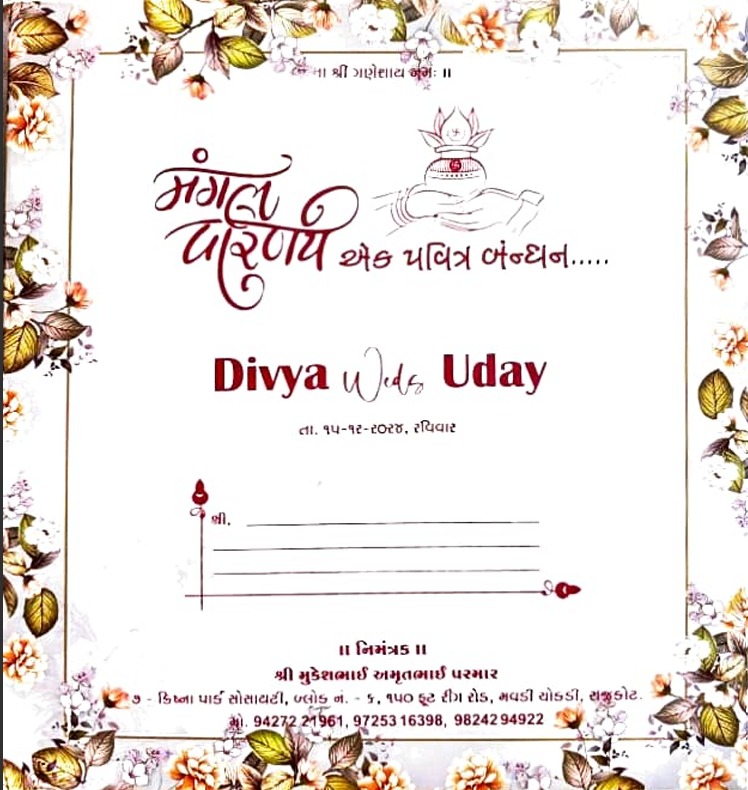 શ્રી ગણેશાય નમઃ ॥
મંગલ
પરિણય એક પવિત્ર બંન્ધન.....
Divya Weds Uday
તા. ૧૫-૧૨-૨૦૨૪, રવિવાર
શ્રી.
॥ નિમંત્રક ॥
શ્રી મુકેશભાઈ અમૃતભાઈ પરમાર
૭ - ક્રિષ્ના પાર્ક સોસાયટી, બ્લોક નં. - ક, ૧૫૦ ફૂટ રીંગ રોડ, મવડી ચોકડી, રાજકોટ.
મો. 94272 21961, 97253 16398, 98242 94922